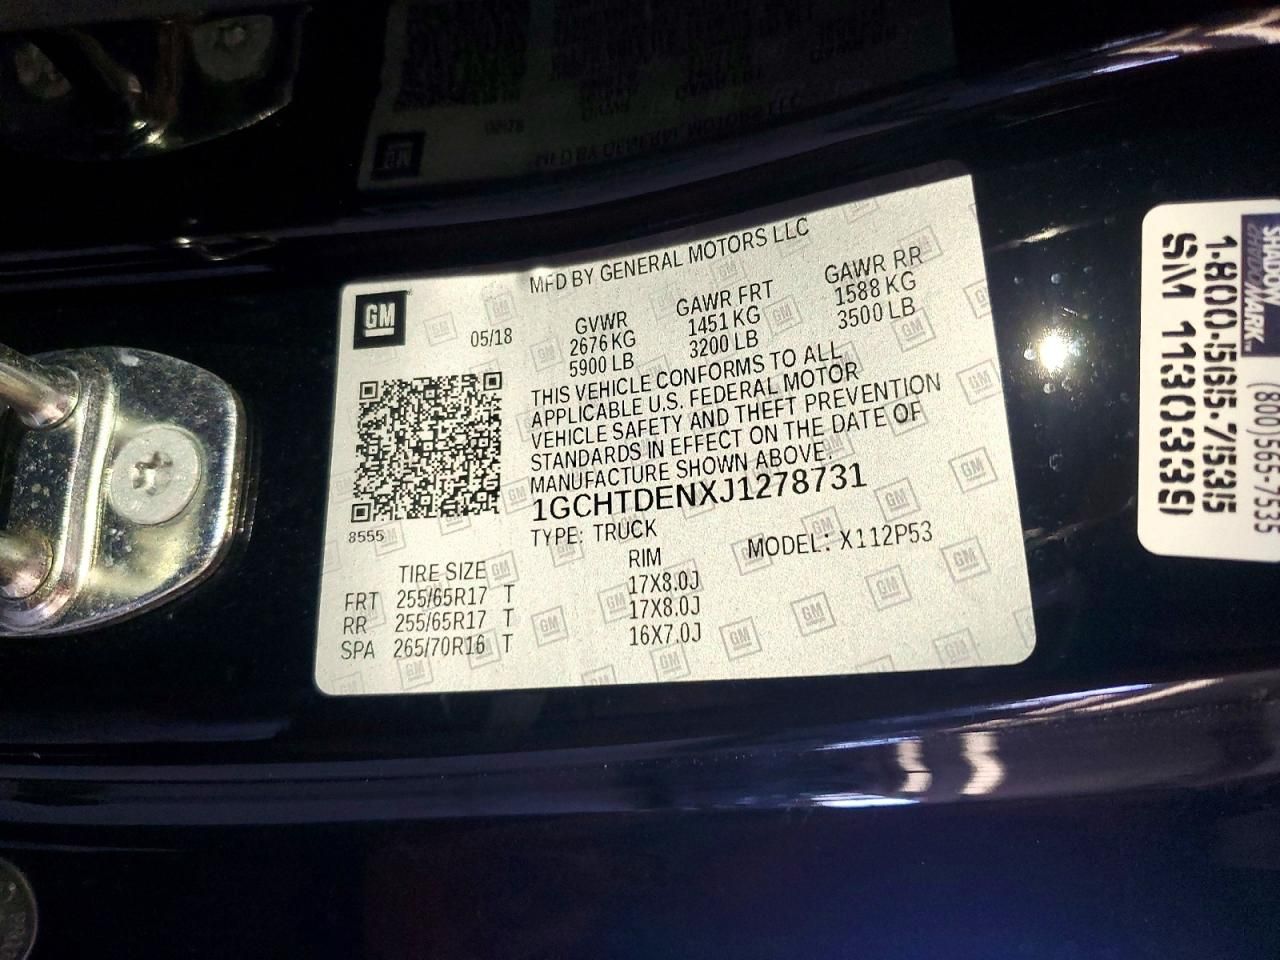 MFD BY GENERAL MOTORS LLC
GM
05/18
GVWR GAWR FRT GAWR RR
2676 KG 1451 KG 1588 KG
5900 LB 3200 LB 3500 LB
THIS VEHICLE CONFORMS TO ALL
APPLICABLE U.S. FEDERAL MOTOR
VEHICLE SAFETY AND THEFT PREVENTION
STANDARDS IN EFFECT ON THE DATE OF
MANUFACTURE SHOWN ABOVE.
1GCHTDENXJ1278731
8555
TYPE: TRUCK MODEL: X112P53
TIRE SIZE RIM
FRT 255/65R17 T 17X8.0J
RR 255/65R17 T 17X8.0J
SPA 265/70R16 T 16X7.0J
SHADOW
MARK
(800)565-7535
1-800-565-7535
SM 1130339